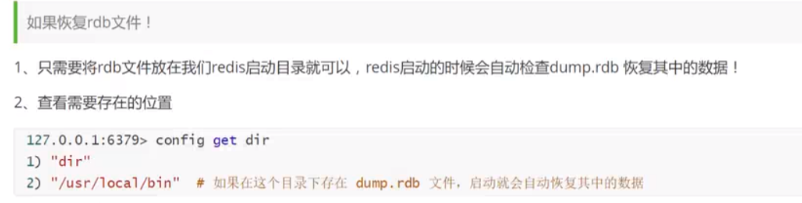 如果恢复rdb文件！
1、只需要将rdb文件放在我们redis启动目录就可以，redis启动的时候会自动检查dump.rdb 恢复其中的数据！
2、查看需要存在的位置
127.0.0.1:6379> config get dir
1) "dir"
2) "/usr/local/bin"  # 如果在这个目录下存在 dump.rdb 文件，启动就会自动恢复其中的数据